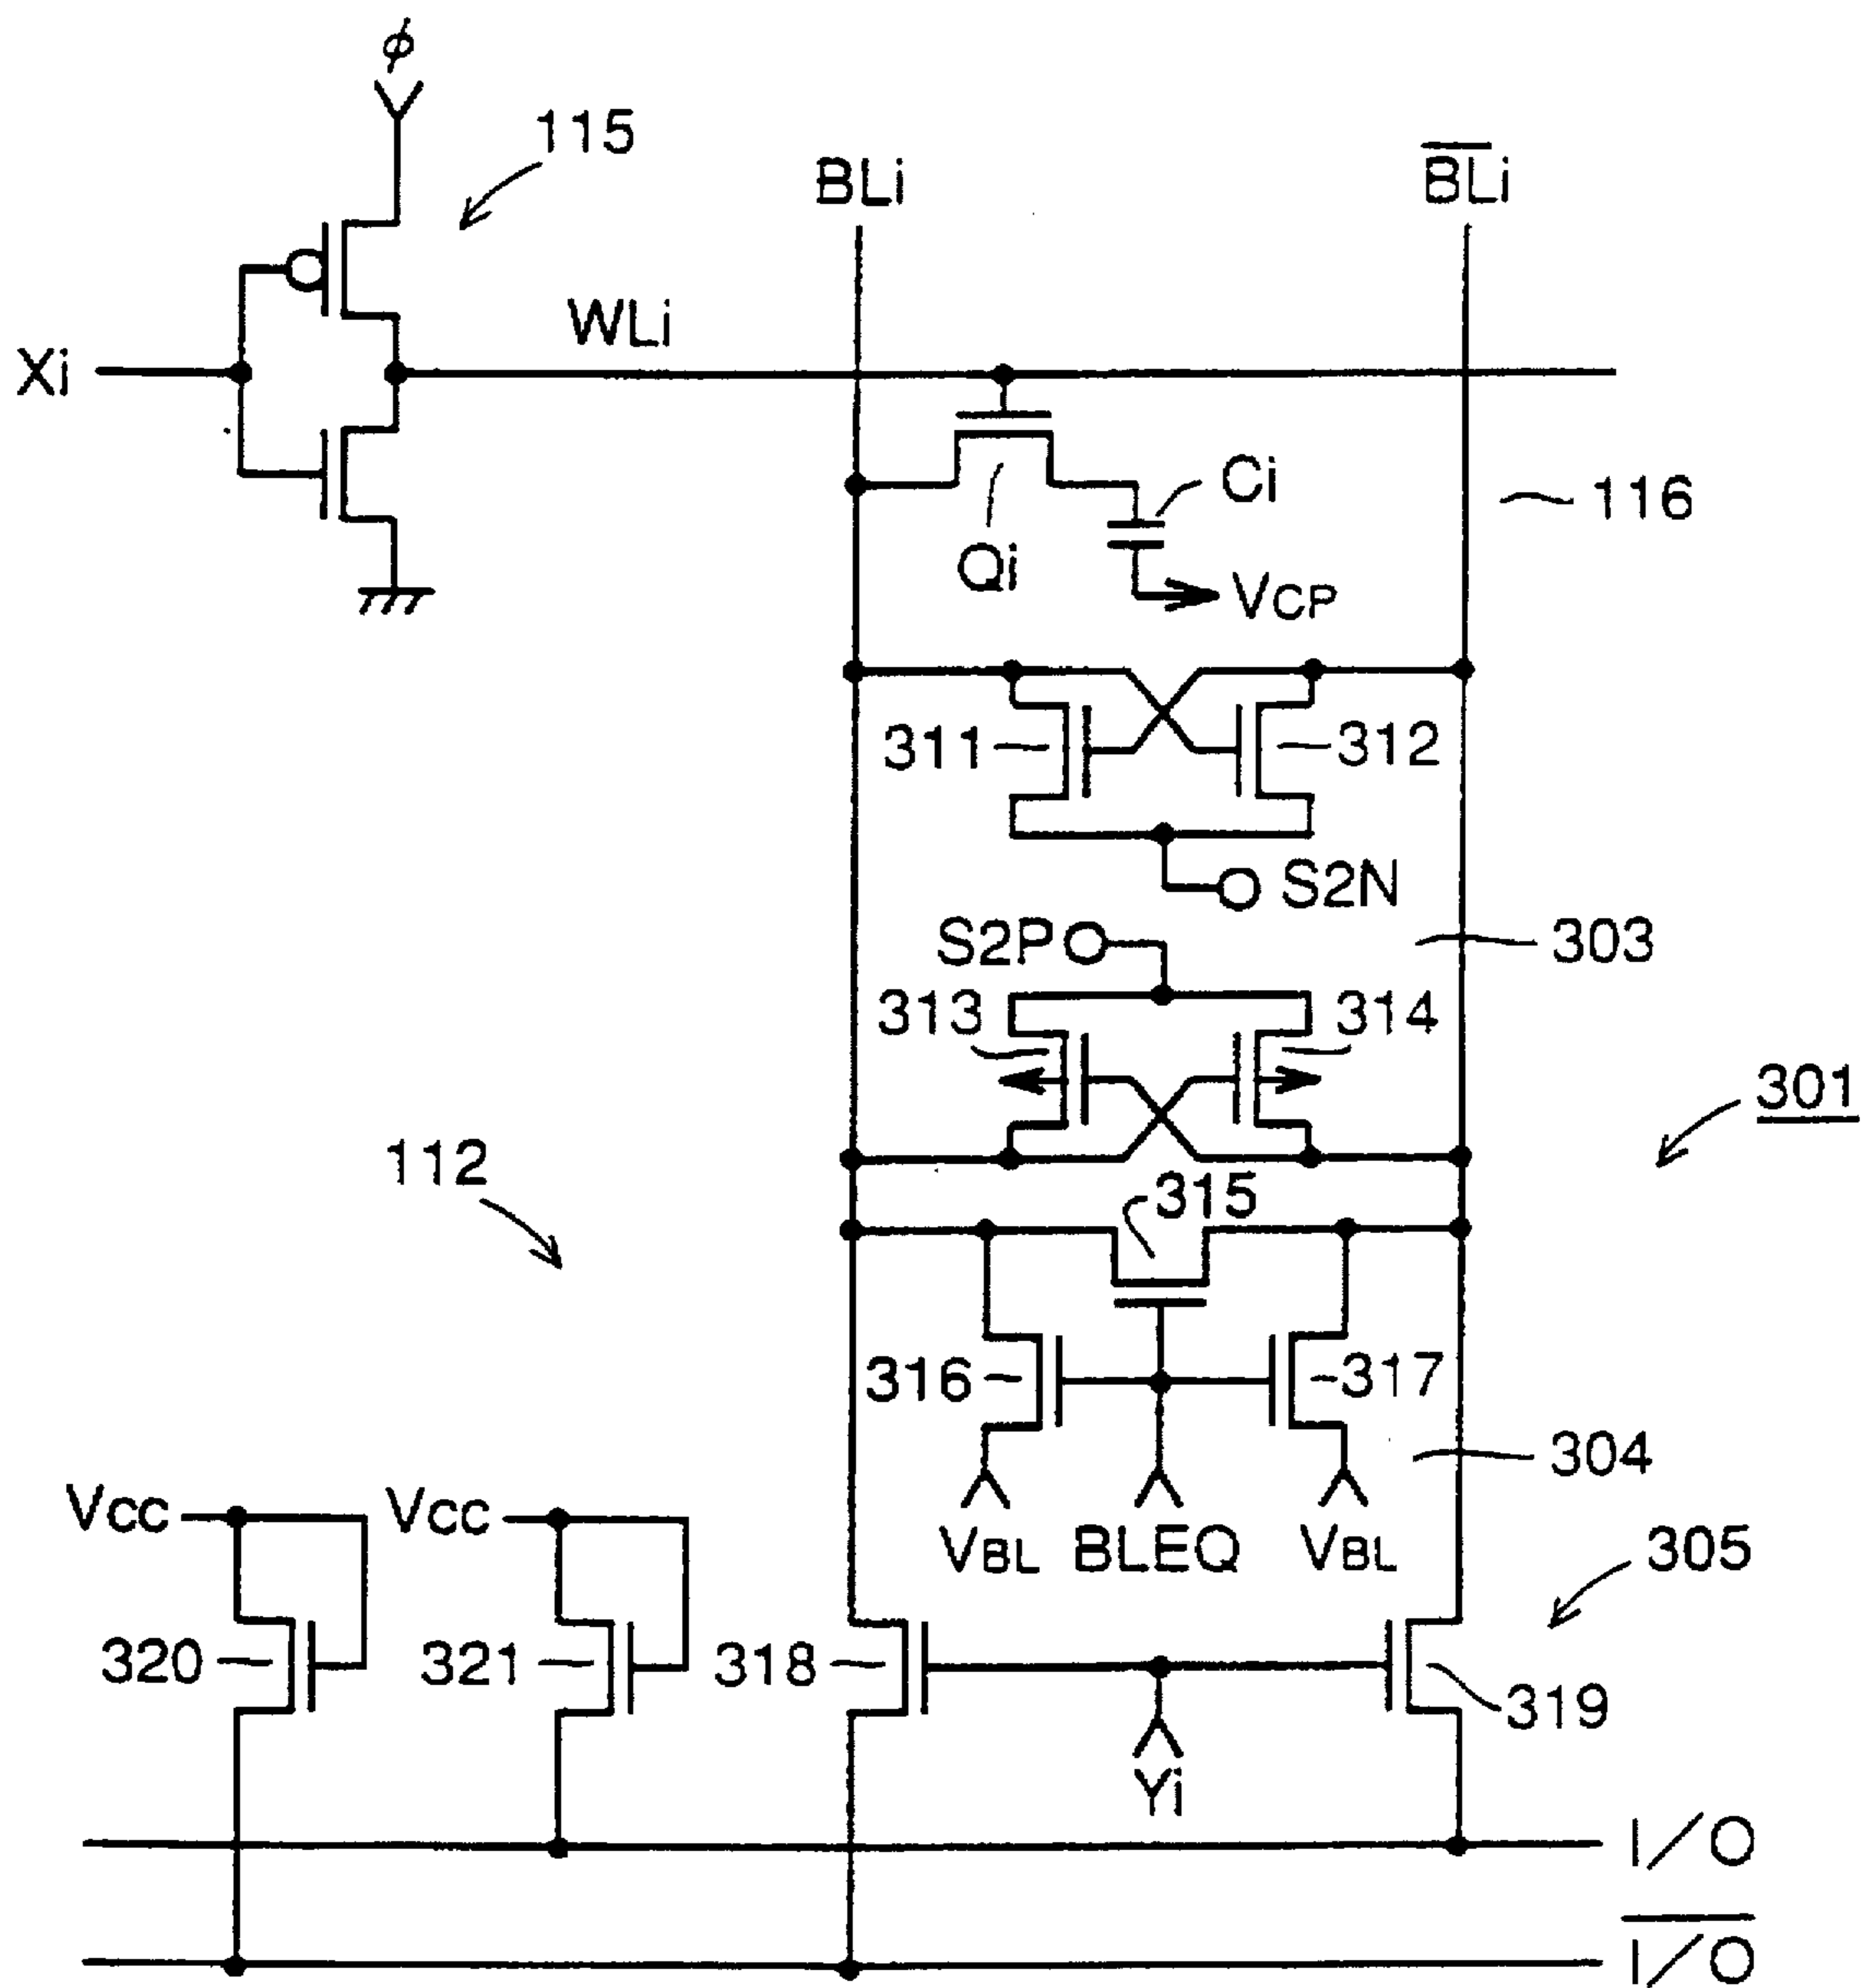 ϕ
115
BLi
B̅L̅i
WLi
Xi
Ci
116
Qi
VCP
311
312
S2N
S2P
303
313
314
301
112
315
316
317
304
VCC
VCC
VBL
BLEQ
VBL
305
320
321
318
319
Yi
I/O
I̅/̅O̅